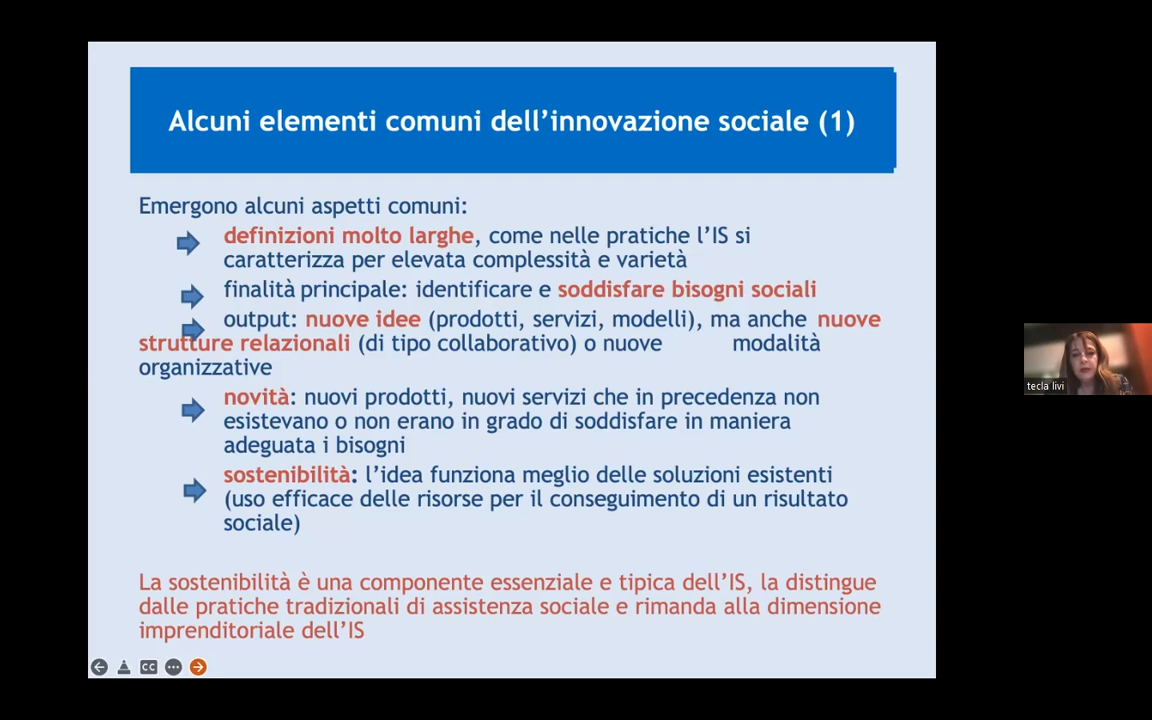 Alcuni elementi comuni dell’innovazione sociale (1)
Emergono alcuni aspetti comuni:
definizioni molto larghe, come nelle pratiche l’IS si
caratterizza per elevata complessità e varietà
finalità principale: identificare e soddisfare bisogni sociali
output: nuove idee (prodotti, servizi, modelli), ma anche nuove
strutture relazionali (di tipo collaborativo) o nuove modalità
organizzative
novità: nuovi prodotti, nuovi servizi che in precedenza non
esistevano o non erano in grado di soddisfare in maniera
adeguata i bisogni
sostenibilità: l’idea funziona meglio delle soluzioni esistenti
(uso efficace delle risorse per il conseguimento di un risultato
sociale)
La sostenibilità è una componente essenziale e tipica dell’IS, la distingue
dalle pratiche tradizionali di assistenza sociale e rimanda alla dimensione
imprenditoriale dell’IS
CC
tecla livi